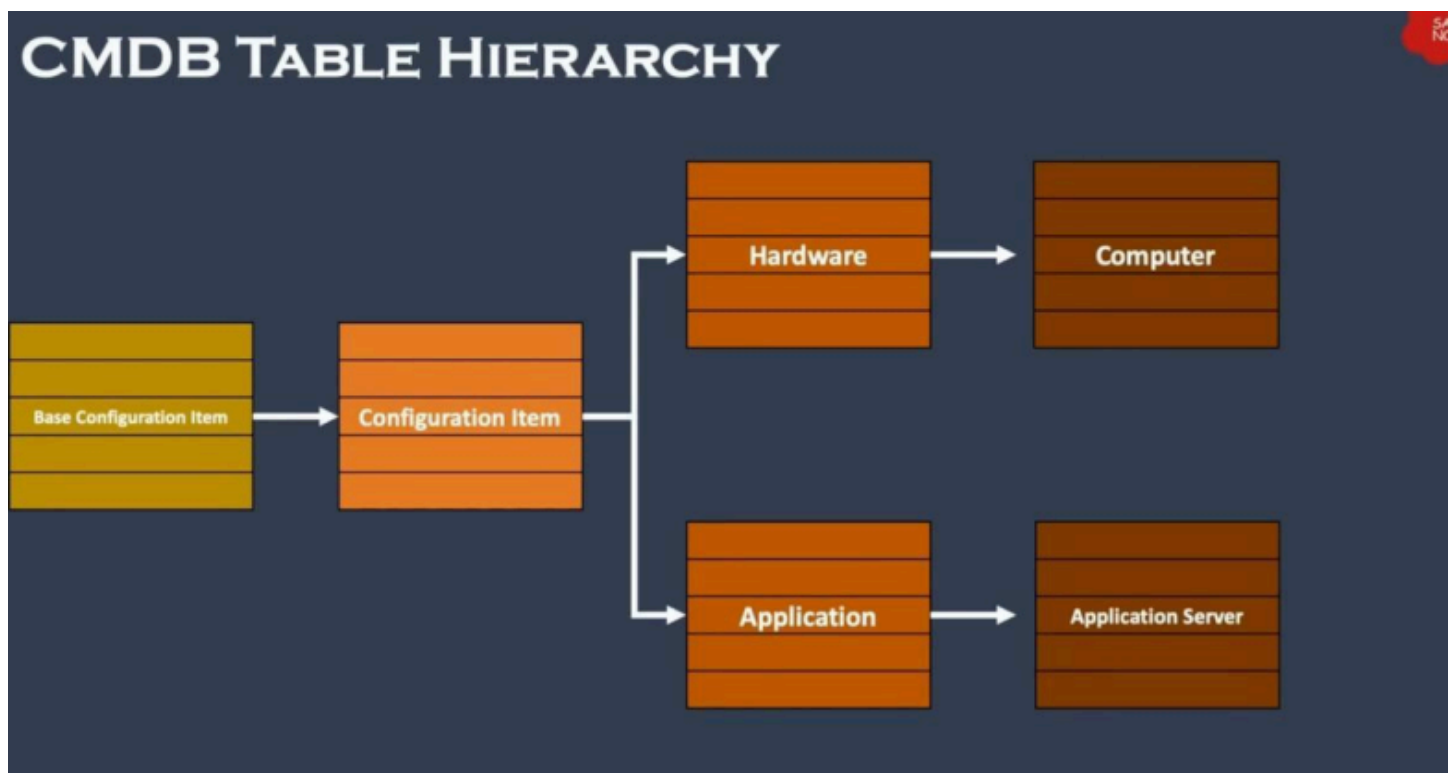 CMDB TABLE HIERARCHY
Hardware
Computer
Base Configuration Item
Configuration Item
Application
Application Server